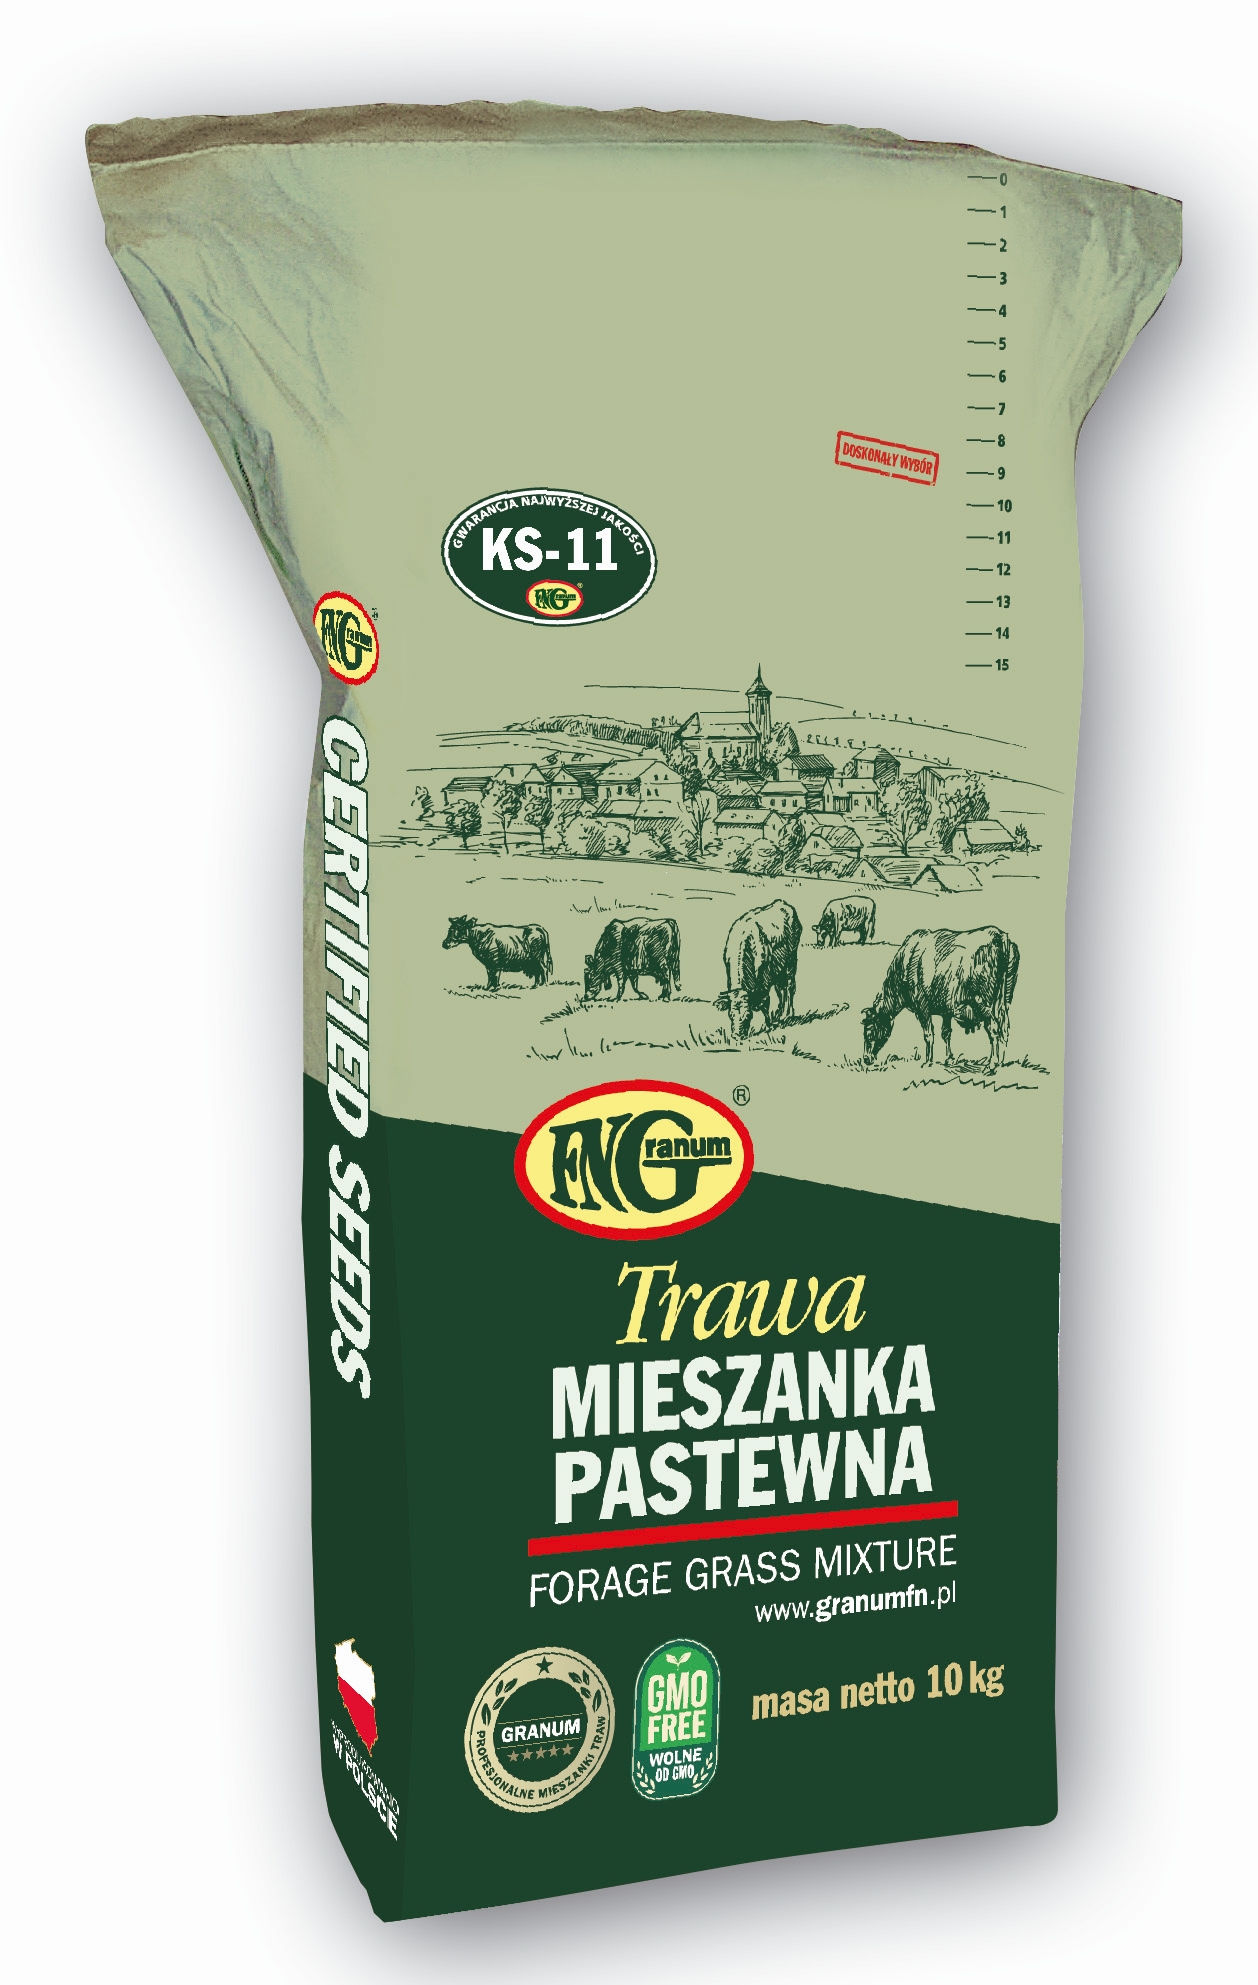 0
1
2
3
4
5
6
7
8
9
10
11
12
13
14
15
DOSKONAŁY WYBÓR
GWARANCJA NAJWYŻSZEJ JAKOŚCI
KS-11
FNGranum®
FNGranum
CERTIFIED SEEDS
FNGranum ®
Trawa
MIESZANKA
PASTEWNA
FORAGE GRASS MIXTURE
www.granumfn.pl
GRANUM
PROFESJONALNE MIESZANKI TRAW
GMO
FREE
WOLNE
OD GMO
masa netto 10 kg
W POLSCE